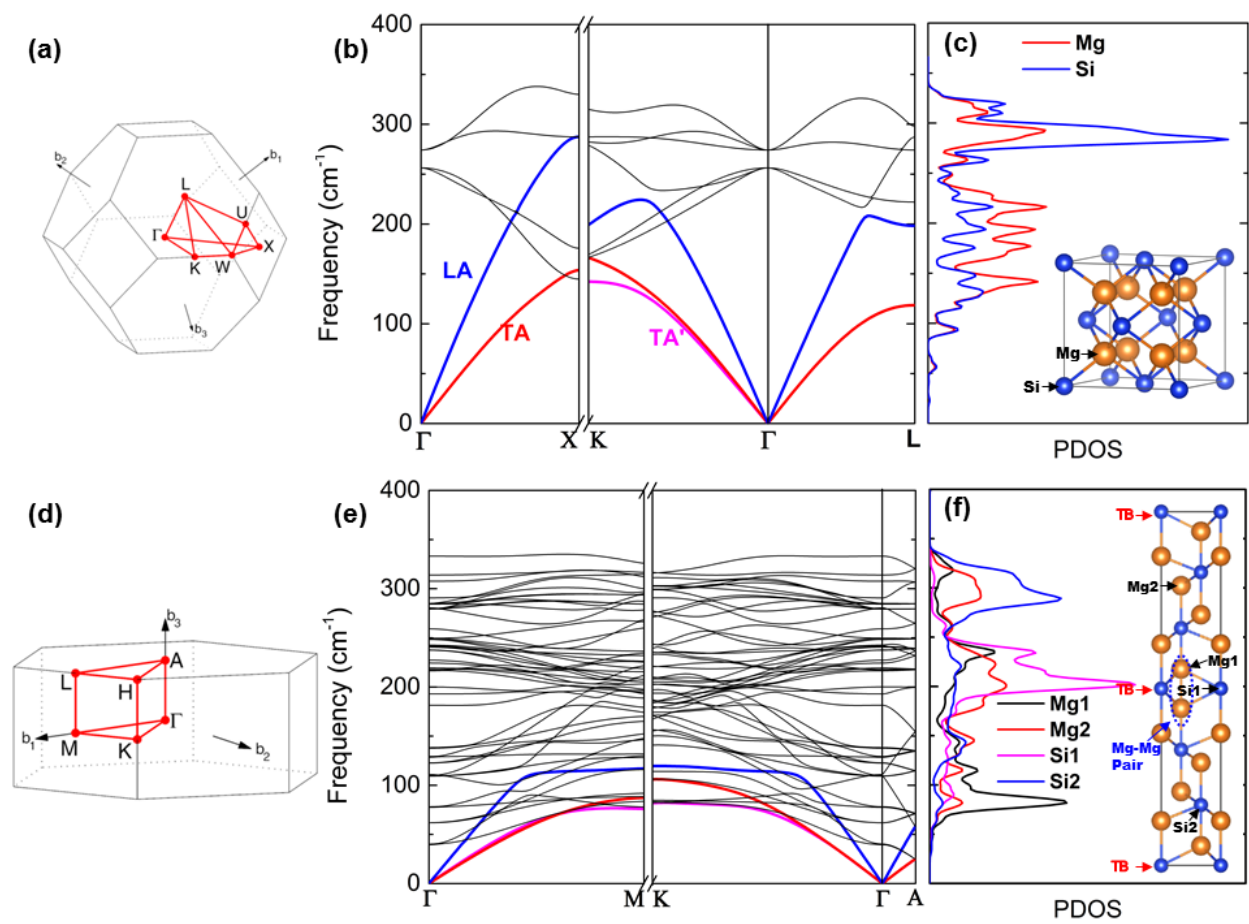 (a)
b₂
b₁
L
U
Γ
X
K
W
b₃
(b)
400
300
200
100
0
Frequency (cm⁻¹)
LA
TA
TA'
Γ
X
K
Γ
L
(c)
Mg
Si
Mg
Si
PDOS
(d)
b₃
A
L
H
Γ
b₁
M
K
b₂
(e)
400
300
200
100
0
Frequency (cm⁻¹)
Γ
M
K
Γ
A
(f)
TB
Mg2
Mg1
Si1
TB
Mg1
Mg2
Si1
Si2
Mg-Mg
Pair
Si2
TB
PDOS